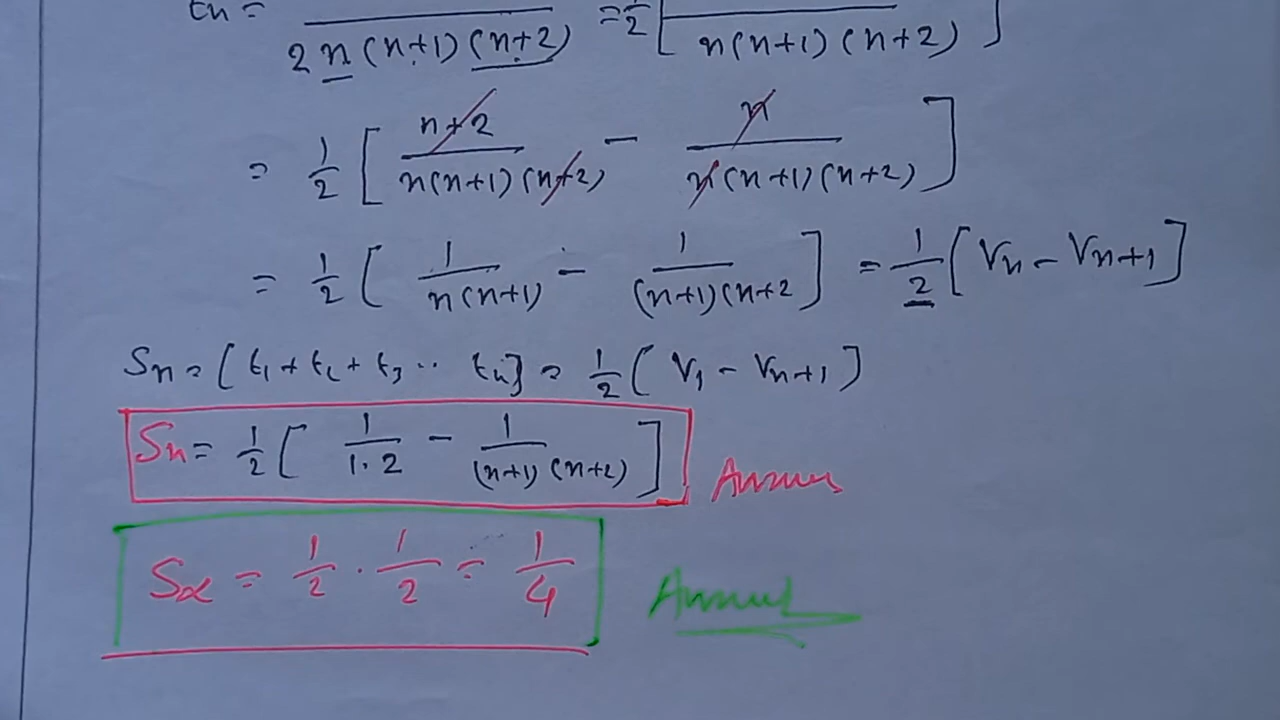 tn = ――― / 2n(n+1)(n+2) = 1/2 [ ――― / n(n+1)(n+2) ]
= 1/2 [ n+2 / n(n+1)(n+2) − n / n(n+1)(n+2) ]
= 1/2 [ 1 / n(n+1) − 1 / (n+1)(n+2 ] = 1/2 [ Vn − Vn+1 ]
Sn = [ t1 + t2 + t3 .. tn ] = 1/2 ( V1 − Vn+1 )
Sn = 1/2 [ 1 / 1.2 − 1 / (n+1)(n+2) ] Answer
S∞ = 1/2 . 1/2 = 1/4 Answer